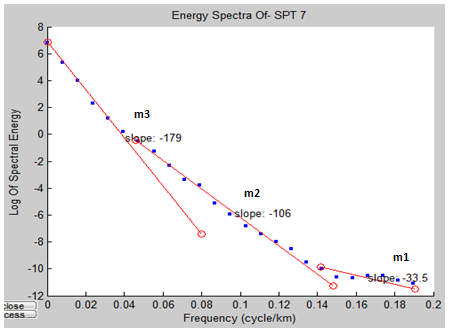 Energy Spectra Of- SPT 7
Log Of Spectral Energy
8
6
4
2
0
-2
-4
-6
-8
-10
-12
m3
slope: -179
m2
slope: -106
m1
slope: -33.5
0 0.02 0.04 0.06 0.08 0.1 0.12 0.14 0.16 0.18 0.2
Frequency (cycle/km)
close
cess